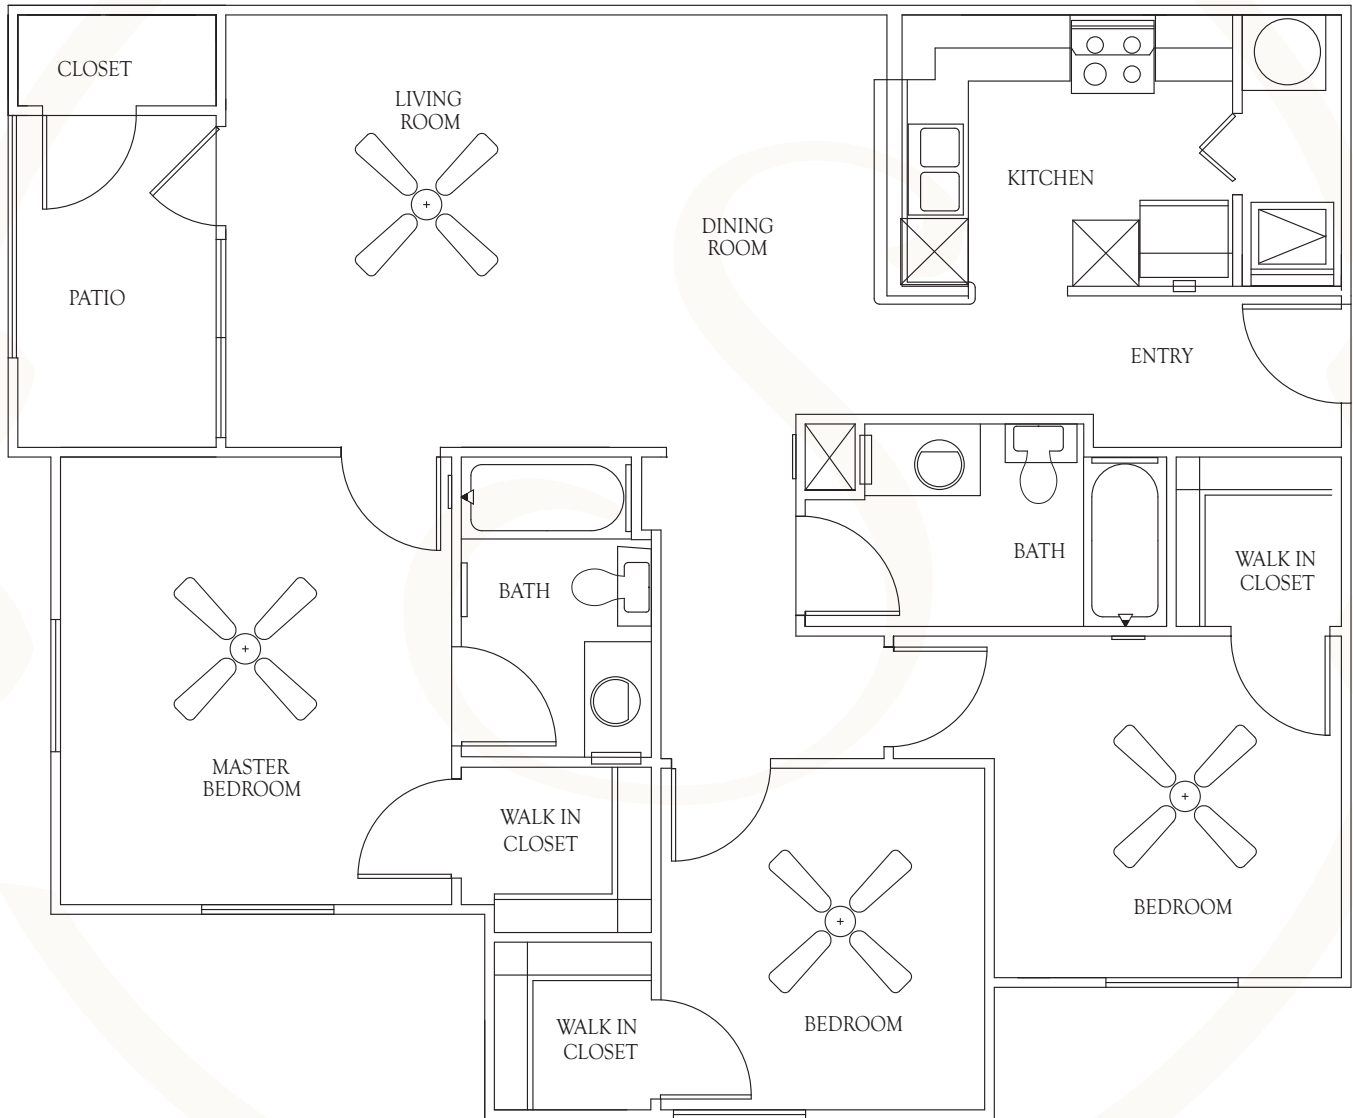 CLOSET
LIVING
ROOM
KITCHEN
DINING
ROOM
PATIO
ENTRY
BATH
WALK IN
CLOSET
BATH
MASTER
BEDROOM
WALK IN
CLOSET
BEDROOM
BEDROOM
WALK IN
CLOSET